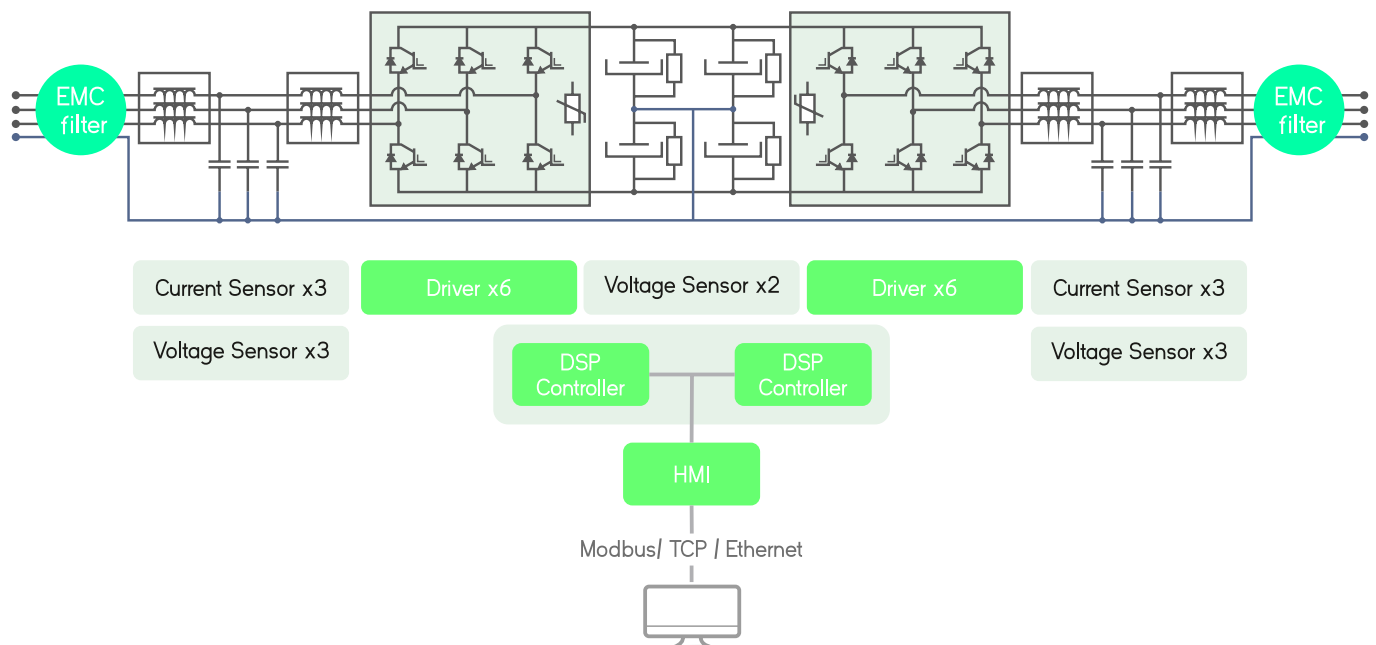 EMC
filter
EMC
filter
Current Sensor x3
Driver x6
Voltage Sensor x2
Driver x6
Current Sensor x3
Voltage Sensor x3
Voltage Sensor x3
DSP
Controller
DSP
Controller
HMI
Modbus/ TCP / Ethernet